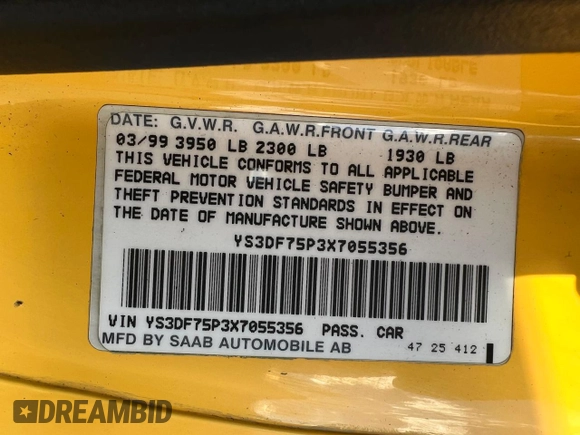 DATE: G.V.W.R. G.A.W.R.FRONT G.A.W.R.REAR
03/99 3950 LB 2300 LB 1930 LB
THIS VEHICLE CONFORMS TO ALL APPLICABLE
FEDERAL MOTOR VEHICLE SAFETY BUMPER AND
THEFT PREVENTION STANDARDS IN EFFECT ON
THE DATE OF MANUFACTURE SHOWN ABOVE.
YS3DF75P3X7055356
VIN YS3DF75P3X7055356 PASS. CAR
MFD BY SAAB AUTOMOBILE AB 47 25 412
DREAMBID